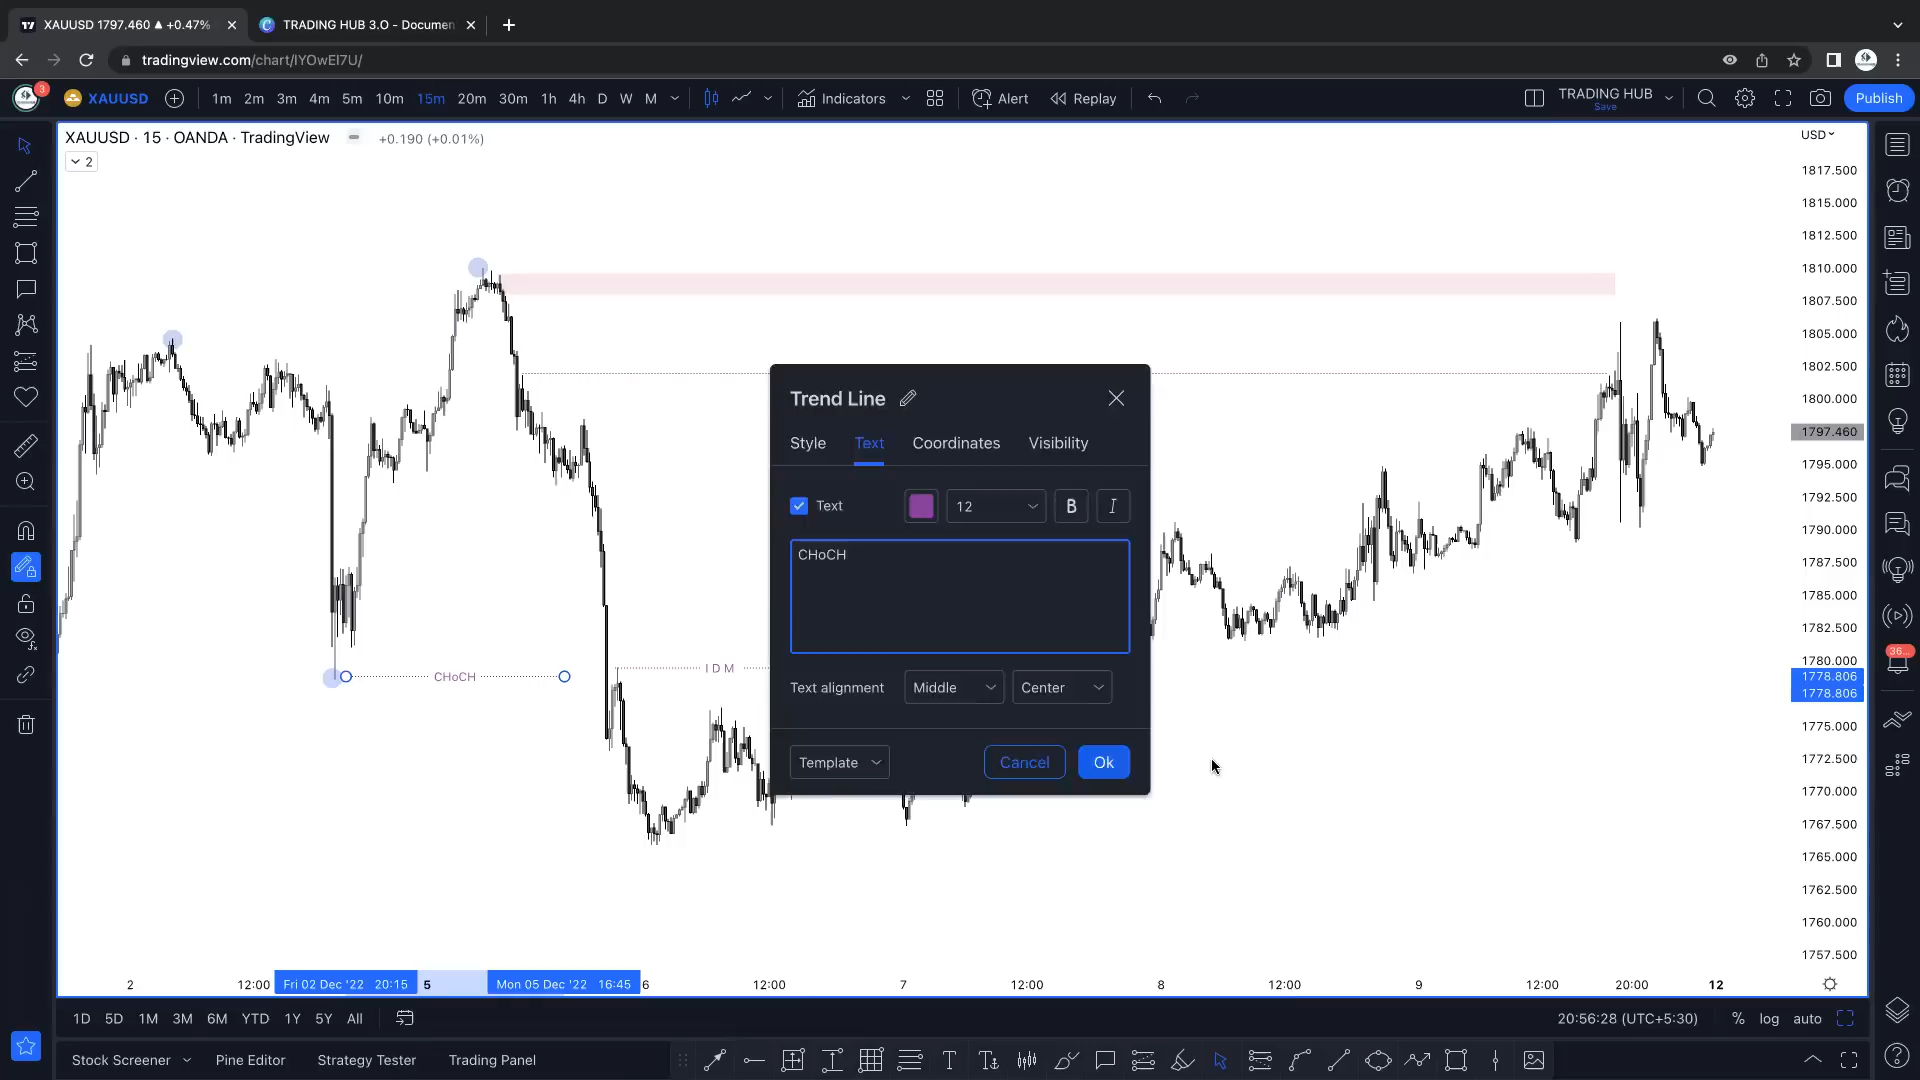 XAUUSD 1797.460 ▲ +0.47%
TRADING HUB 3.O - Documen
tradingview.com/chart/IYOwEI7U/
3
XAUUSD
1m 2m 3m 4m 5m 10m 15m 20m 30m 1h 4h D W M
Indicators
Alert
Replay
TRADING HUB
Save
Publish
XAUUSD · 15 · OANDA · TradingView
+0.190 (+0.01%)
2
USD
1817.500
1815.000
1812.500
1810.000
1807.500
1805.000
1802.500
1800.000
1797.460
1795.000
1792.500
1790.000
1787.500
1785.000
1782.500
1780.000
1778.806
1778.806
1775.000
1772.500
1770.000
1767.500
1765.000
1762.500
1760.000
1757.500
36...
CHoCH
I D M
Trend Line
Style Text Coordinates Visibility
Text 12 B I
CHoCH
Text alignment Middle Center
Template Cancel Ok
2 12:00 Fri 02 Dec '22 20:15 5 Mon 05 Dec '22 16:45 6 12:00 7 12:00 8 12:00 9 12:00 20:00 12
1D 5D 1M 3M 6M YTD 1Y 5Y All
20:56:28 (UTC+5:30) % log auto
Stock Screener Pine Editor Strategy Tester Trading Panel